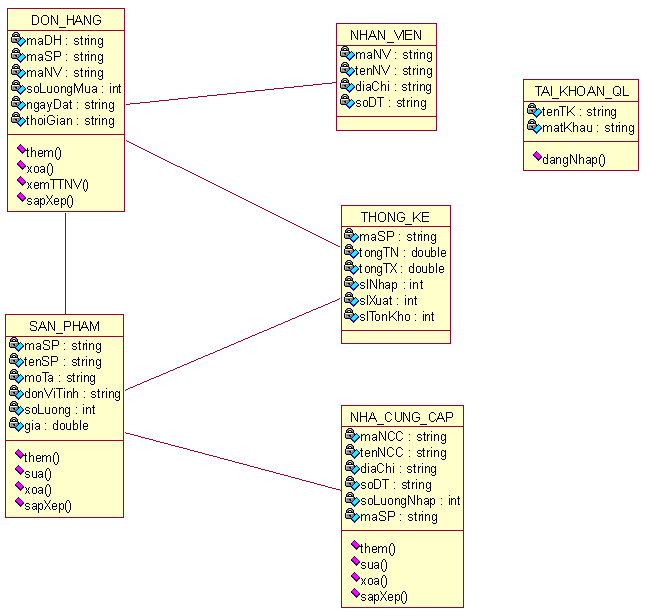 DON_HANG
maDH : string
maSP : string
maNV : string
soLuongMua : int
ngayDat : string
thoiGian : string
them()
xoa()
xemTTNV()
sapXep()
NHAN_VIEN
maNV : string
tenNV : string
diaChi : string
soDT : string
TAI_KHOAN_QL
tenTK : string
matKhau : string
dangNhap()
THONG_KE
maSP : string
tongTN : double
tongTX : double
slNhap : int
slXuat : int
slTonKho : int
SAN_PHAM
maSP : string
tenSP : string
moTa : string
donViTinh : string
soLuong : int
gia : double
them()
sua()
xoa()
sapXep()
NHA_CUNG_CAP
maNCC : string
tenNCC : string
diaChi : string
soDT : string
soLuongNhap : int
maSP : string
them()
sua()
xoa()
sapXep()